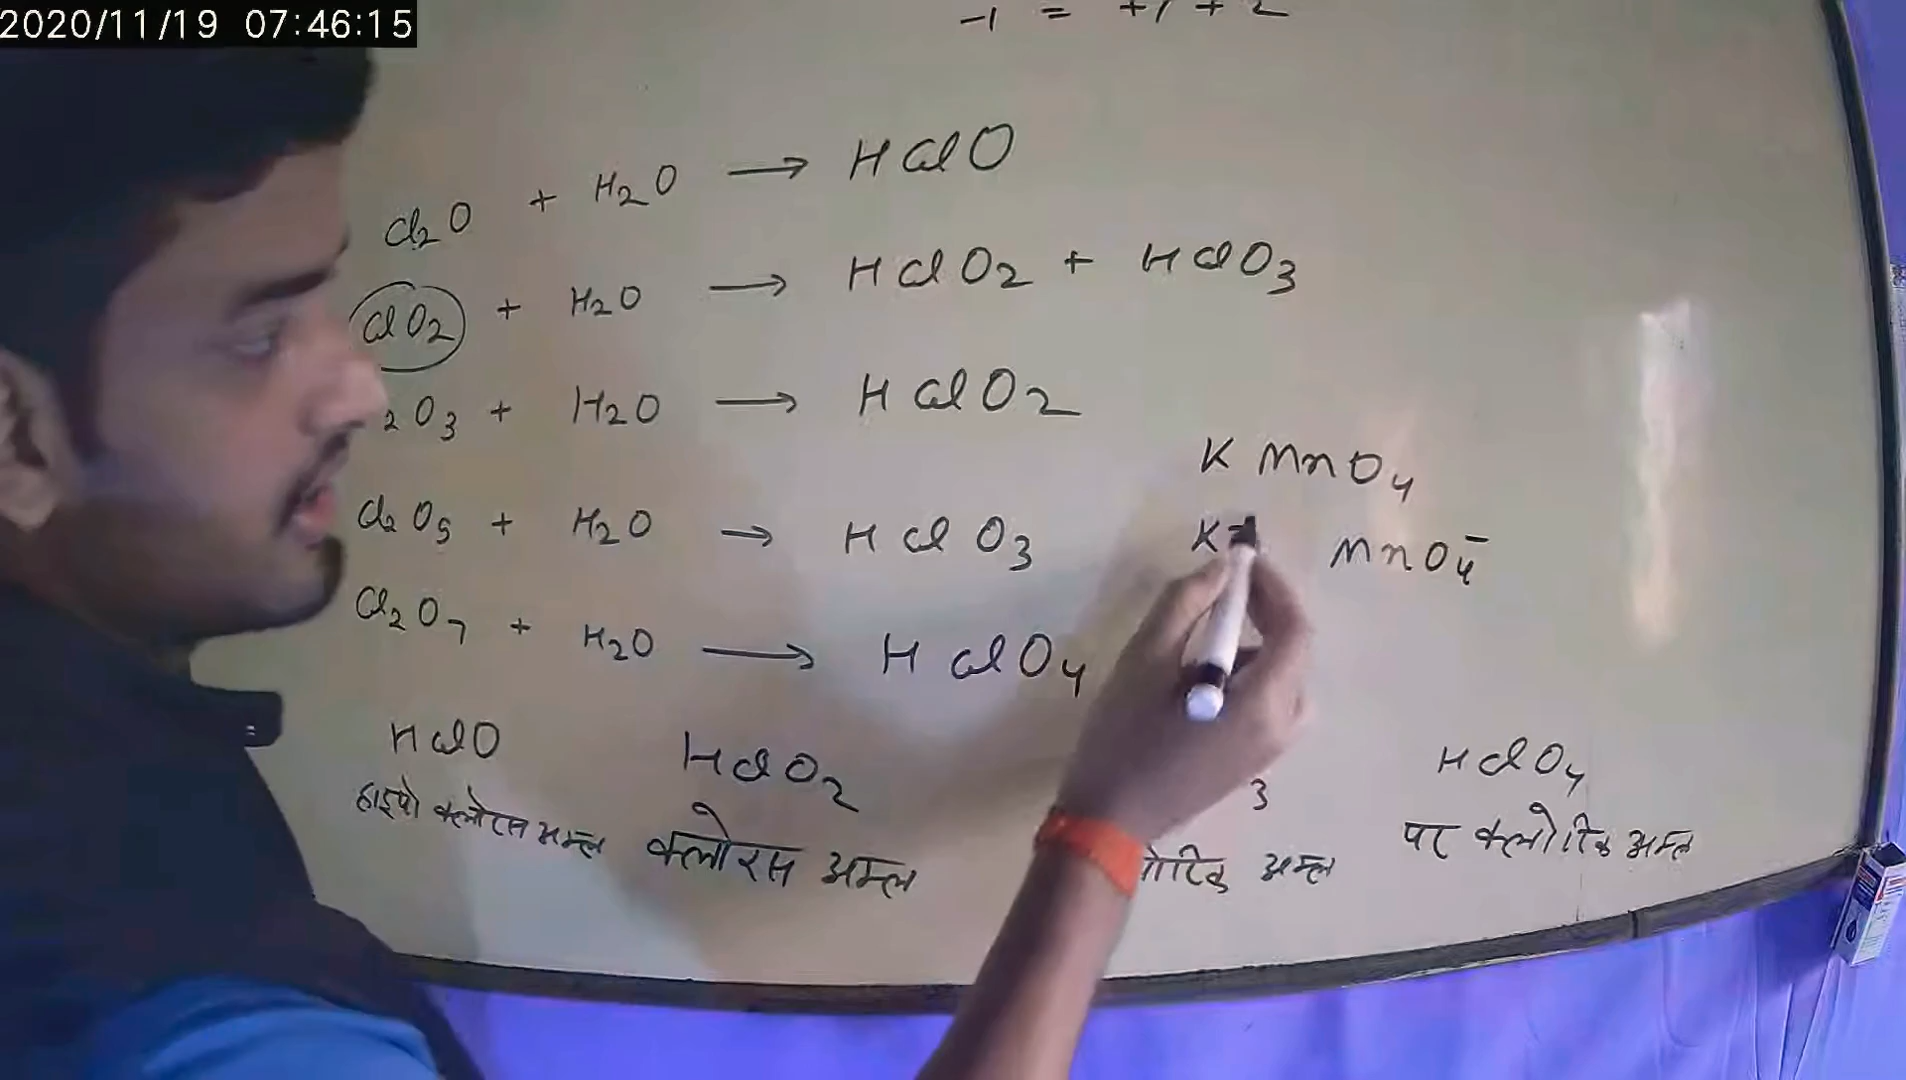 2020/11/19 07:46:15
-1 = +1 + 2
Cl2O + H2O → HClO
ClO2 + H2O → HClO2 + HClO3
2O3 + H2O → HClO2
K MnO4
Cl2O5 + H2O → HClO3
K MnO4-
Cl2O7 + H2O → HClO4
HClO HClO2 3 HClO4
हाइपो क्लोरस अम्ल क्लोरस अम्ल अम्ल पर क्लोरिक अम्ल